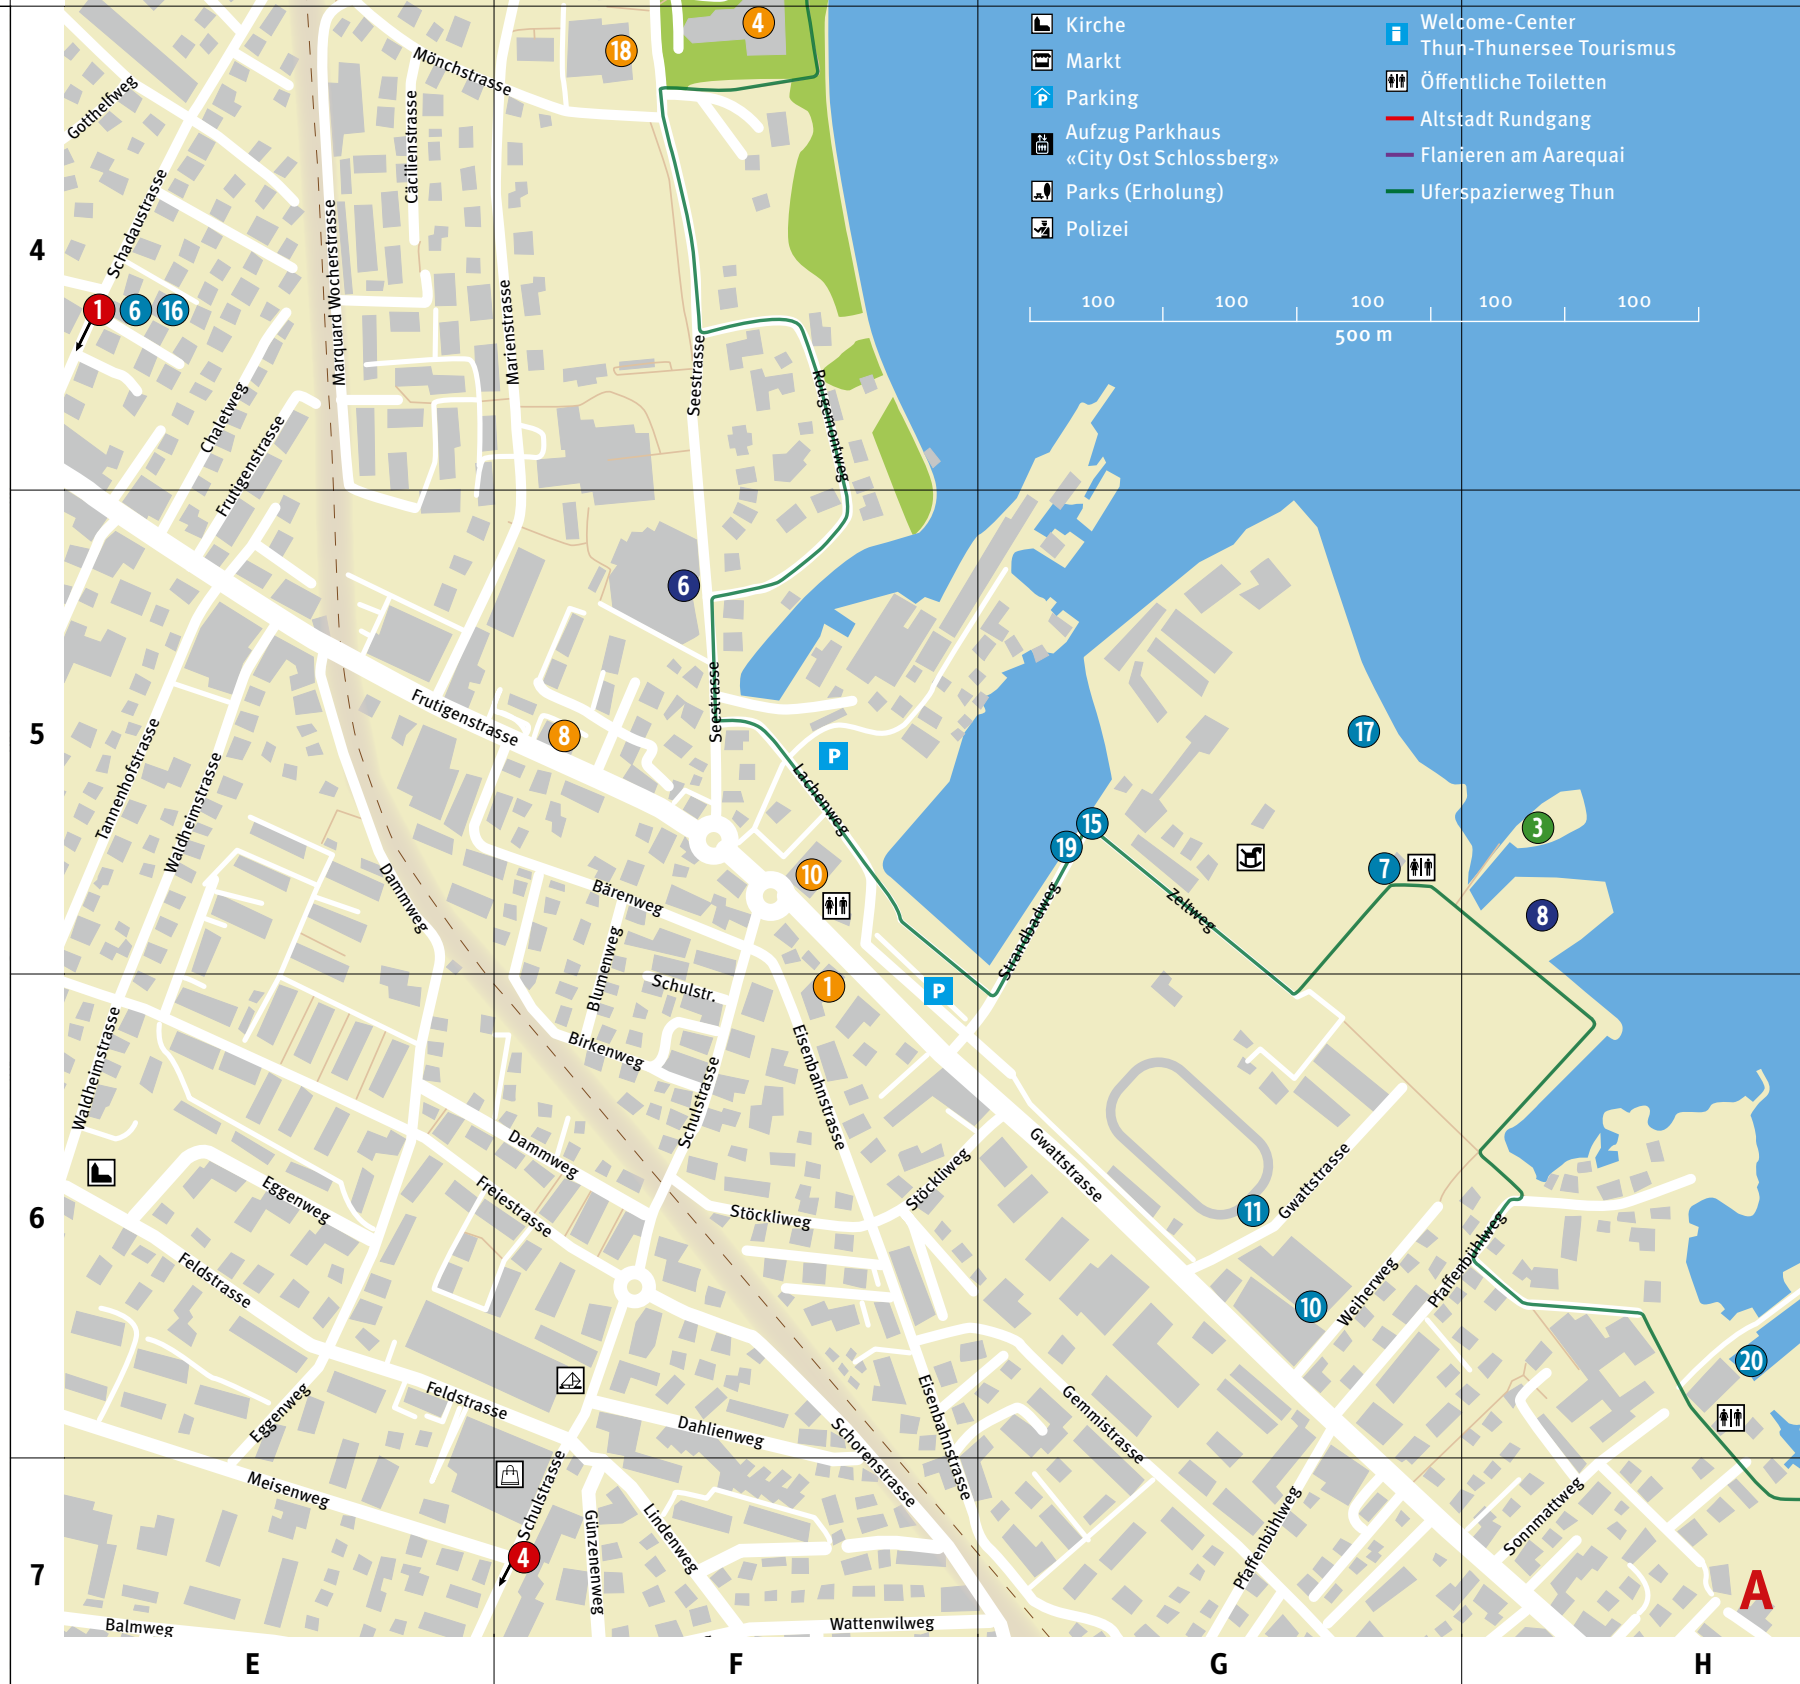 Kirche
Markt
Parking
Aufzug Parkhaus
«City Ost Schlossberg»
Parks (Erholung)
Polizei
Welcome-Center
Thun-Thunersee Tourismus
Öffentliche Toiletten
Altstadt Rundgang
Flanieren am Aarequai
Uferspazierweg Thun
100 100 100 100 100
500 m
4
18
Mönchstrasse
Gotthelfweg
Cäcilienstrasse
Schadaustrasse
4
Marquard Wocherstrasse
Marienstrasse
1 6 16
Seestrasse
Rougemontweg
Chaletweg
Frutigenstrasse
6
Seestrasse
Frutigenstrasse
8
5
17
P
Tannenhofstrasse
Waldheimstrasse
Lachenweg
15
19
3
Dammweg
Bärenweg
10
7
Strandbadweg
Zeltweg
8
Blumenweg
Schulstr.
1
P
Waldheimstrasse
Birkenweg
Eisenbahnstrasse
Schulstrasse
Dammweg
Gwattstrasse
Gwattstrasse
Stöckliweg
Eggenweg
Freiestrasse
Stöckliweg
6
11
Pfaffenbühlweg
Feldstrasse
Weiherweg
10
20
Feldstrasse
Eggenweg
Dahlienweg
Schorenstrasse
Eisenbahnstrasse
Gemmistrasse
Meisenweg
Schulstrasse
Günzenenweg
Lindenweg
Pfaffenbühlweg
Sonnmattweg
4
7
A
Balmweg
Wattenwilweg
E F G H